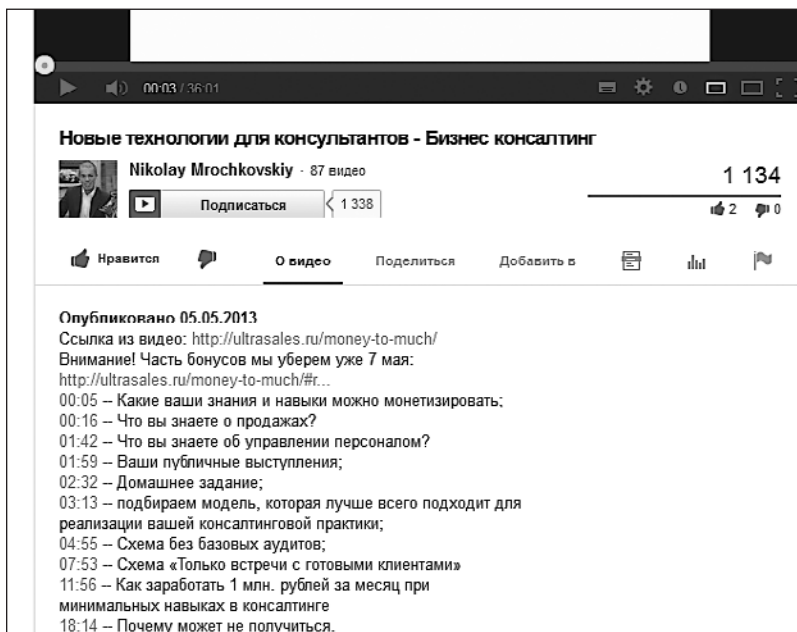 00:03 / 36:01
Новые технологии для консультантов - Бизнес консалтинг
Nikolay Mrochkovskiy · 87 видео
Подписаться 1 338
1 134
2 0
Нравится О видео Поделиться Добавить в
Опубликовано 05.05.2013
Ссылка из видео: http://ultrasales.ru/money-to-much/
Внимание! Часть бонусов мы уберем уже 7 мая:
http://ultrasales.ru/money-to-much/#r...
00:05 -- Какие ваши знания и навыки можно монетизировать;
00:16 -- Что вы знаете о продажах?
01:42 -- Что вы знаете об управлении персоналом?
01:59 -- Ваши публичные выступления;
02:32 -- Домашнее задание;
03:13 -- подбираем модель, которая лучше всего подходит для
реализации вашей консалтинговой практики;
04:55 -- Схема без базовых аудитов;
07:53 -- Схема «Только встречи с готовыми клиентами»
11:56 -- Как заработать 1 млн. рублей за месяц при
минимальных навыках в консалтинге
18:14 -- Почему может не получиться.